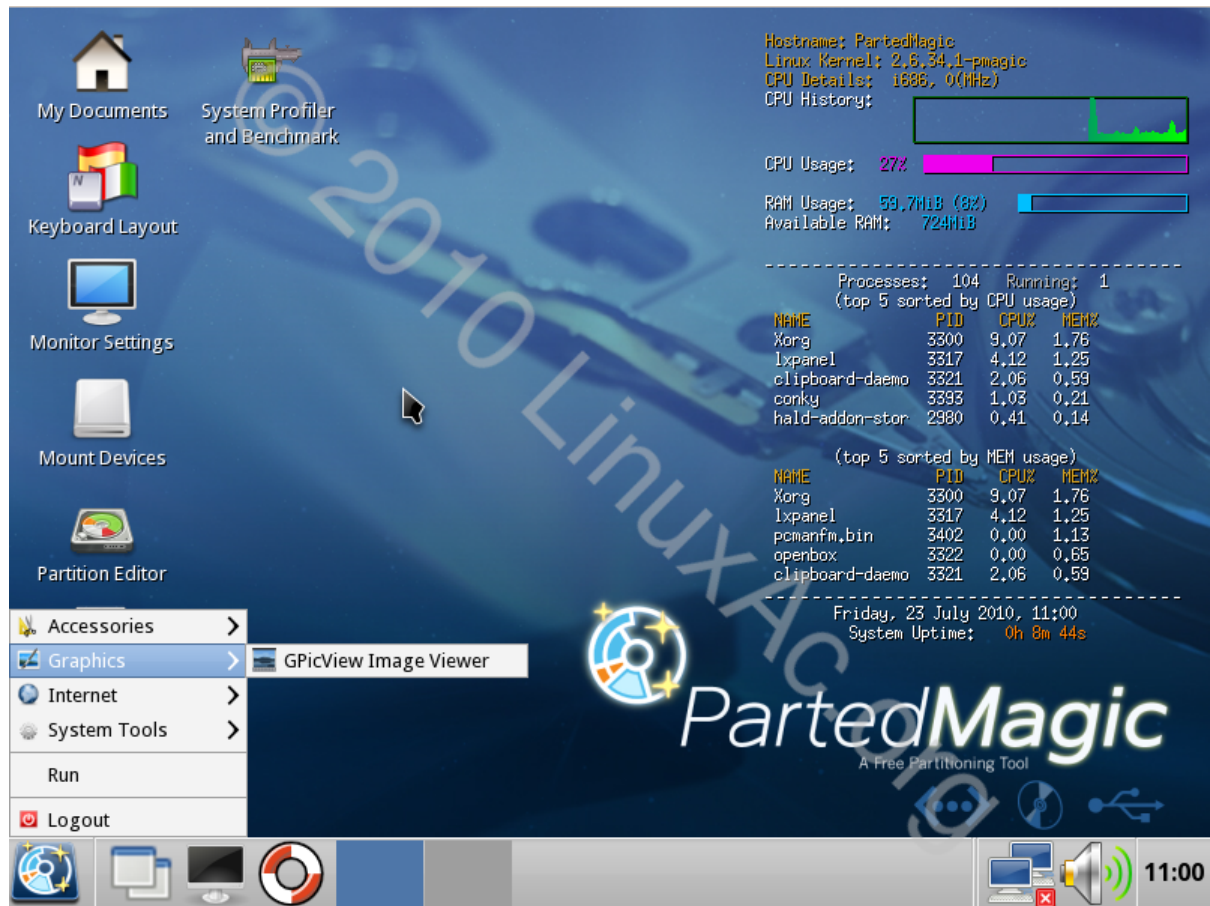 My Documents
System Profiler
and Benchmark
Keyboard Layout
Monitor Settings
Mount Devices
Partition Editor
Hostname: PartedMagic
Linux Kernel: 2.6.34.1-pmagic
CPU Details: i686, 0(MHz)
CPU History:
CPU Usage: 27%
RAM Usage: 59.7MiB (8%)
Available RAM: 724MiB
Processes: 104 Running: 1
(top 5 sorted by CPU usage)
NAME PID CPU% MEM%
Xorg 3300 9.07 1.76
lxpanel 3317 4.12 1.25
clipboard-daemo 3321 2.06 0.59
conky 3393 1.03 0.21
hald-addon-stor 2980 0.41 0.14
(top 5 sorted by MEM usage)
NAME PID CPU% MEM%
Xorg 3300 9.07 1.76
lxpanel 3317 4.12 1.25
pcmanfm.bin 3402 0.00 1.13
openbox 3322 0.00 0.65
clipboard-daemo 3321 2.06 0.59
Friday, 23 July 2010, 11:00
System Uptime: 0h 8m 44s
© 2010 LinuxAc.org
Accessories
Graphics
GPicView Image Viewer
Internet
System Tools
Run
Logout
PartedMagic
A Free Partitioning Tool
N
11:00